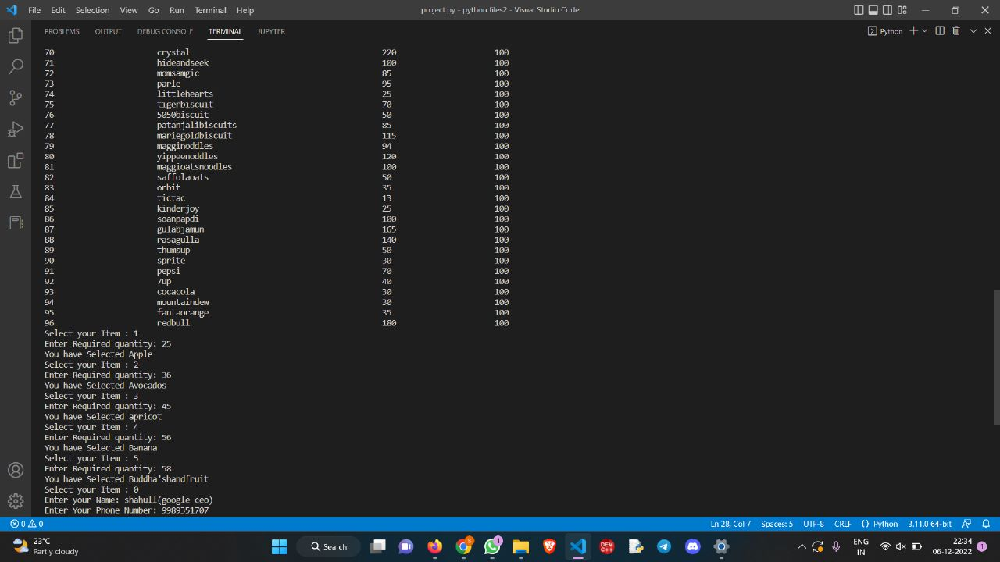 File Edit Selection View Go Run Terminal Help project.py - python files2 - Visual Studio Code
PROBLEMS OUTPUT DEBUG CONSOLE TERMINAL JUPYTER Python
70 crystal 220 100
71 hideandseek 100 100
72 momsamgic 85 100
73 parle 95 100
74 littlehearts 25 100
75 tigerbiscuit 70 100
76 5050biscuit 50 100
77 patanjalibiscuits 85 100
78 mariegoldbiscuit 115 100
79 magginoddles 94 100
80 yippeenoddles 120 100
81 maggioatsnoodles 100 100
82 saffolaoats 50 100
83 orbit 35 100
84 tictac 13 100
85 kinderjoy 25 100
86 soanpapdi 100 100
87 gulabjamun 165 100
88 rasagulla 140 100
89 thumsup 50 100
90 sprite 30 100
91 pepsi 70 100
92 7up 40 100
93 cocacola 30 100
94 mountaindew 30 100
95 fantaorange 35 100
96 redbull 180 100
Select your Item : 1
Enter Required quantity: 25
You have Selected Apple
Select your Item : 2
Enter Required quantity: 36
You have Selected Avocados
Select your Item : 3
Enter Required quantity: 45
You have Selected apricot
Select your Item : 4
Enter Required quantity: 56
You have Selected Banana
Select your Item : 5
Enter Required quantity: 58
You have Selected Buddha’shandfruit
Select your Item : 0
Enter your Name: shahull(google ceo)
Enter Your Phone Number: 9989351707
0 0 Ln 28, Col 7 Spaces: 5 UTF-8 CRLF {} Python 3.11.0 64-bit
23°C
Partly cloudy
Search
S
1
DEV C++
ENG
IN
22:34
06-12-2022
1